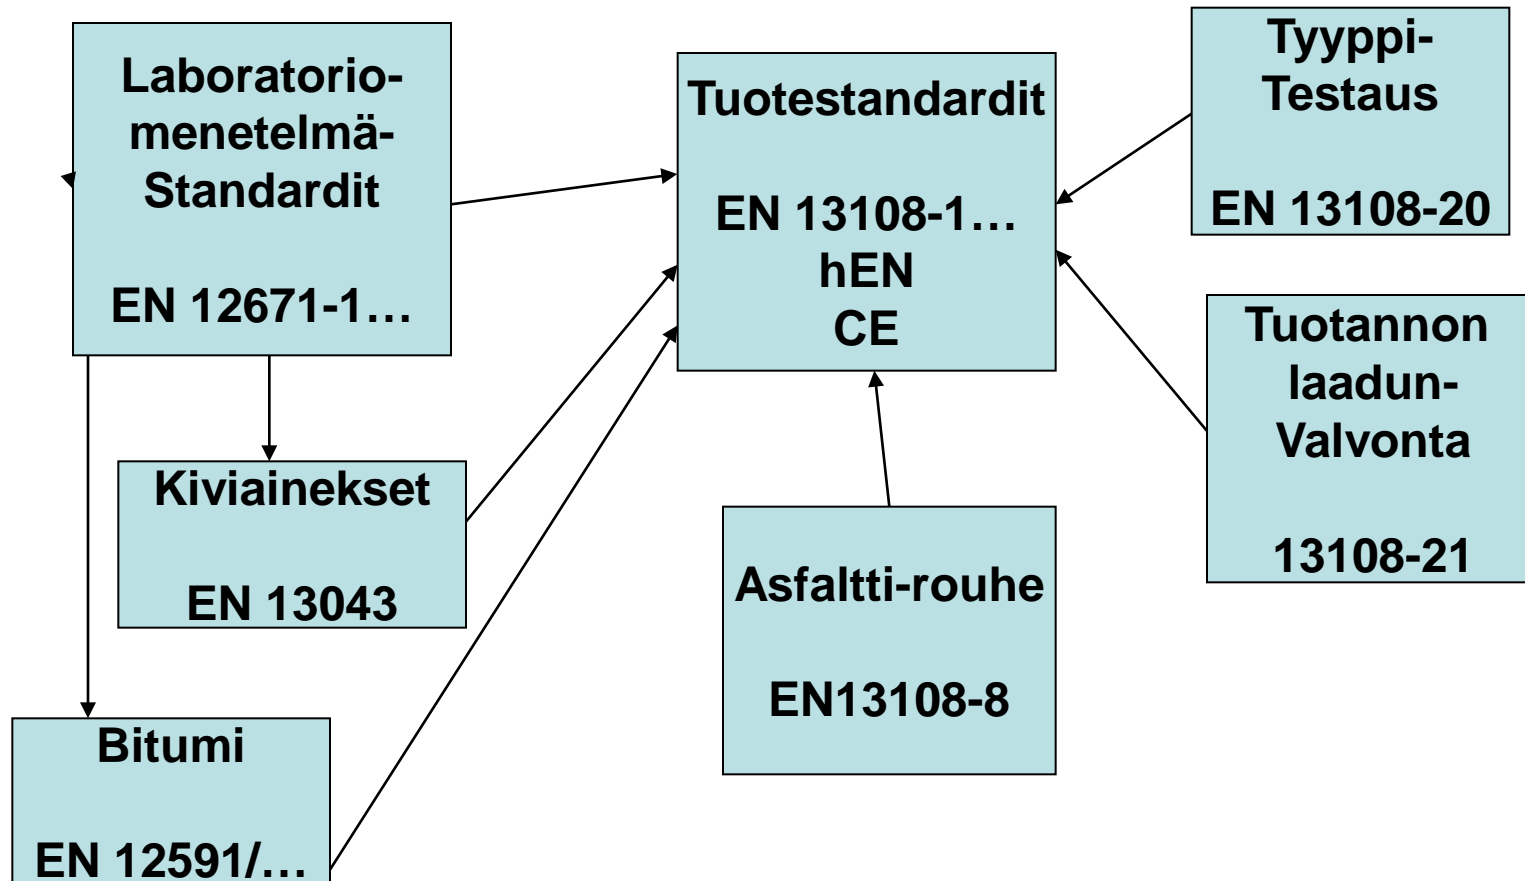 Laboratorio-
menetelmä-
Standardit
EN 12671-1…
Tuotestandardit
EN 13108-1…
hEN
CE
Tyyppi-
Testaus
EN 13108-20
Tuotannon
laadun-
Valvonta
13108-21
Kiviainekset
EN 13043
Asfaltti-rouhe
EN13108-8
Bitumi
EN 12591/…